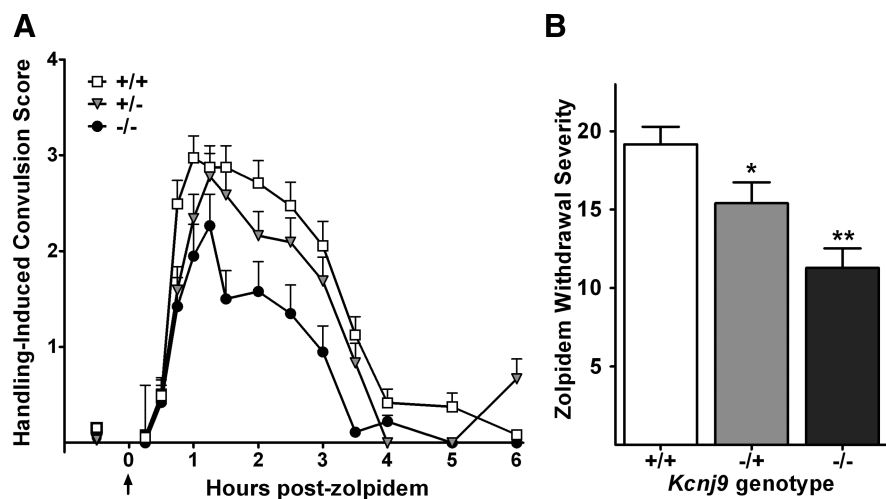 A
Handling-Induced Convulsion Score
4
3
2
1
+/+
+/-
-/-
0 1 2 3 4 5 6
Hours post-zolpidem
B
Zolpidem Withdrawal Severity
20
15
10
5
*
**
+/+ -/+ -/-
Kcnj9 genotype